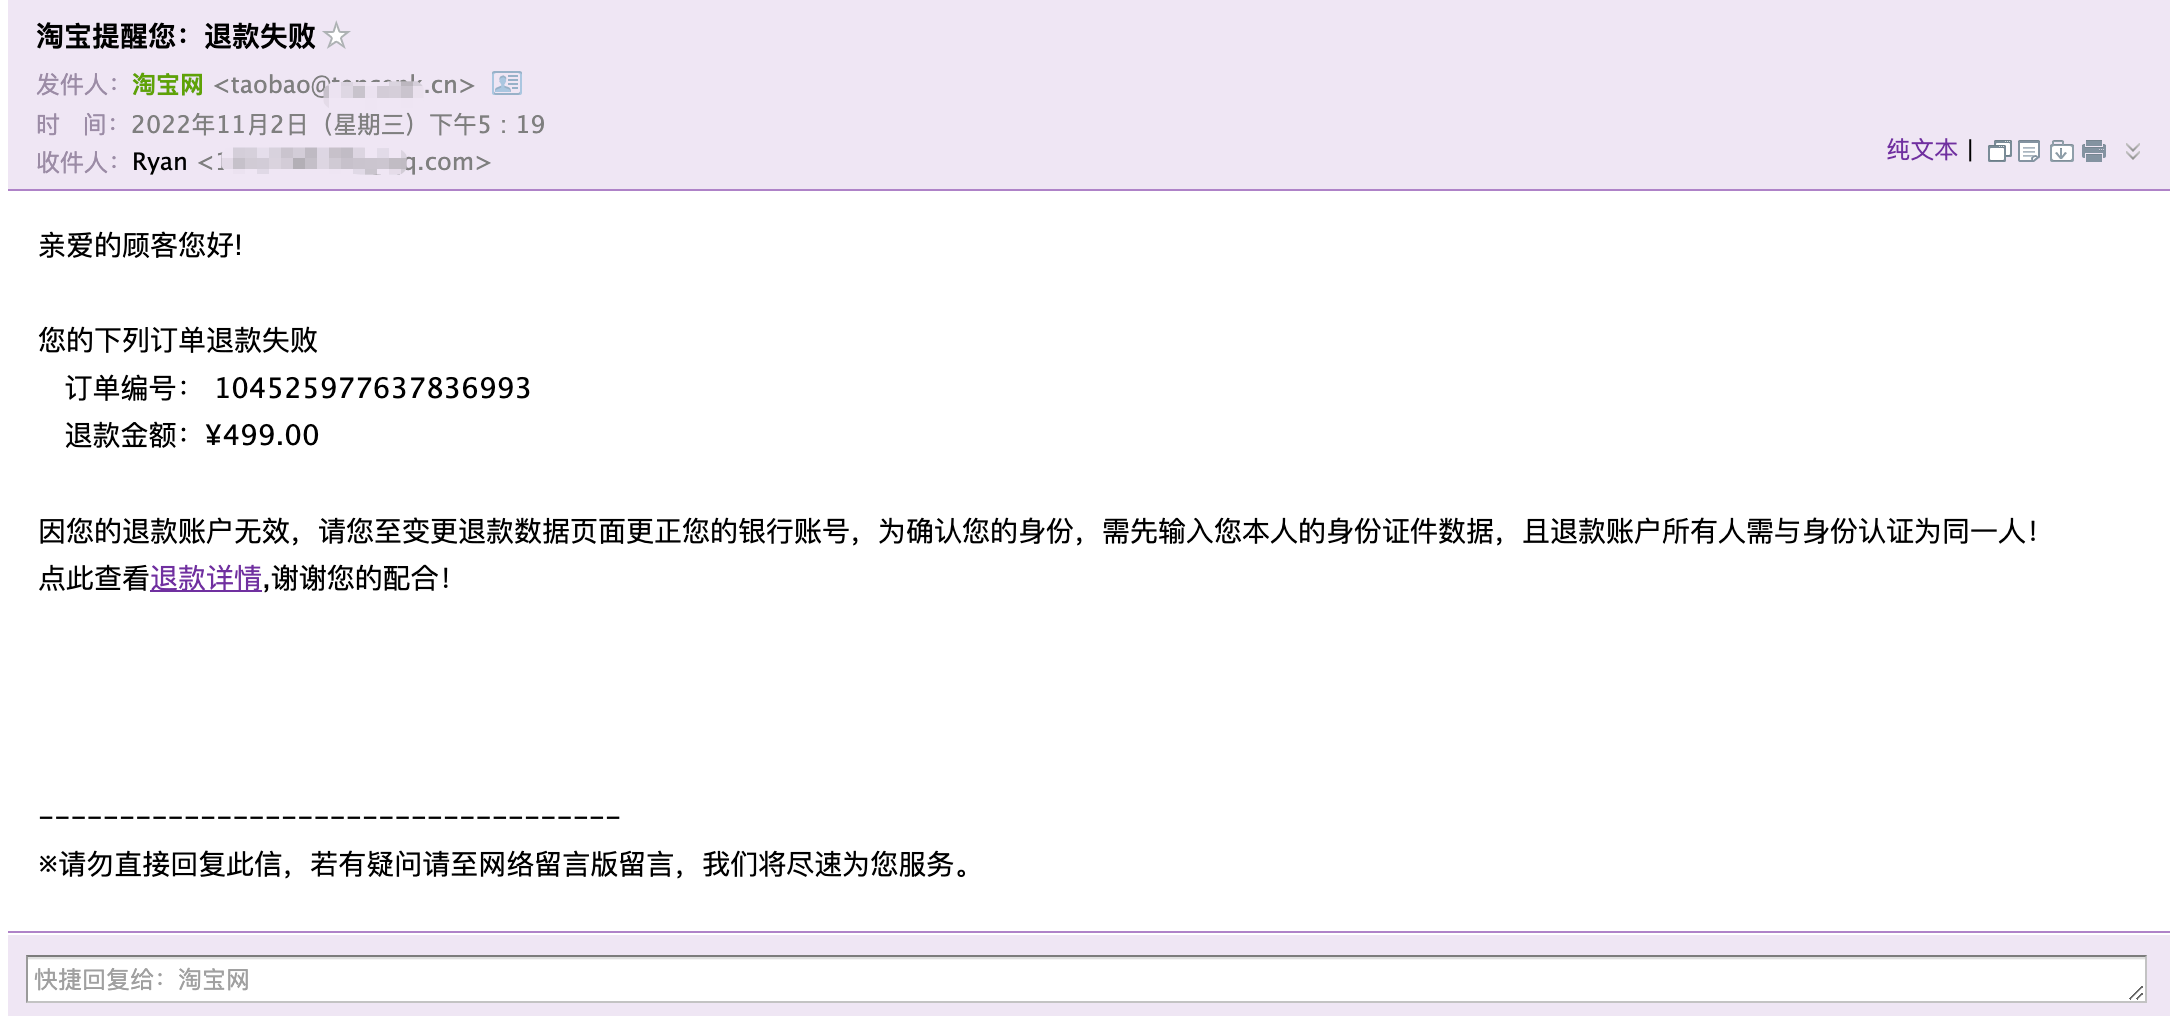 淘宝提醒您：退款失败
发件人：淘宝网 <taobao@ .cn>
时 间：2022年11月2日（星期三）下午5：19
收件人：Ryan < q.com>
纯文本 |
亲爱的顾客您好!
您的下列订单退款失败
订单编号： 104525977637836993
退款金额：¥499.00
因您的退款账户无效，请您至变更退款数据页面更正您的银行账号，为确认您的身份，需先输入您本人的身份证件数据，且退款账户所有人需与身份认证为同一人！
点此查看退款详情,谢谢您的配合！
------------------------------------
※请勿直接回复此信，若有疑问请至网络留言版留言，我们将尽速为您服务。
快捷回复给：淘宝网